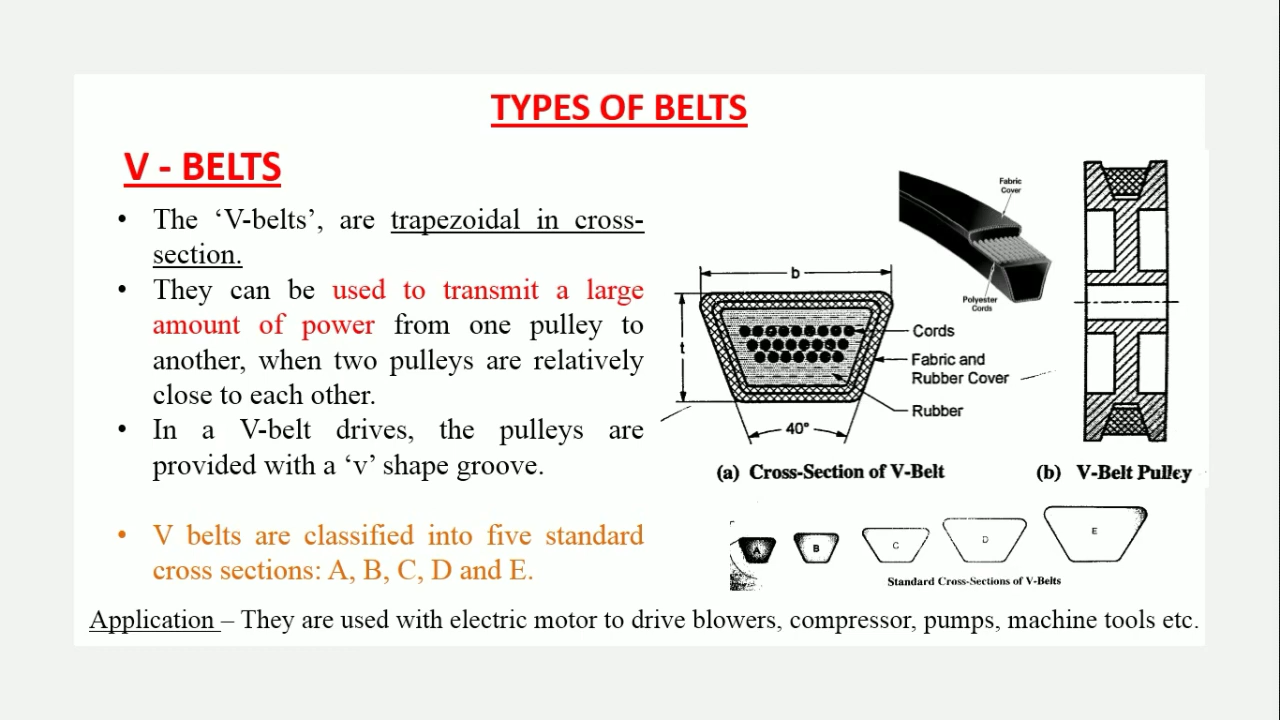 TYPES OF BELTS
V - BELTS
• The ‘V-belts’, are trapezoidal in cross-
section.
• They can be used to transmit a large
amount of power from one pulley to
another, when two pulleys are relatively
close to each other.
• In a V-belt drives, the pulleys are
provided with a ‘v’ shape groove.
• V belts are classified into five standard
cross sections: A, B, C, D and E.
Fabric
Cover
Polyester
Cords
b
t
Cords
Fabric and
Rubber Cover
Rubber
40°
(a) Cross-Section of V-Belt
(b) V-Belt Pulley
A B C D E
Standard Cross-Sections of V-Belts
Application – They are used with electric motor to drive blowers, compressor, pumps, machine tools etc.